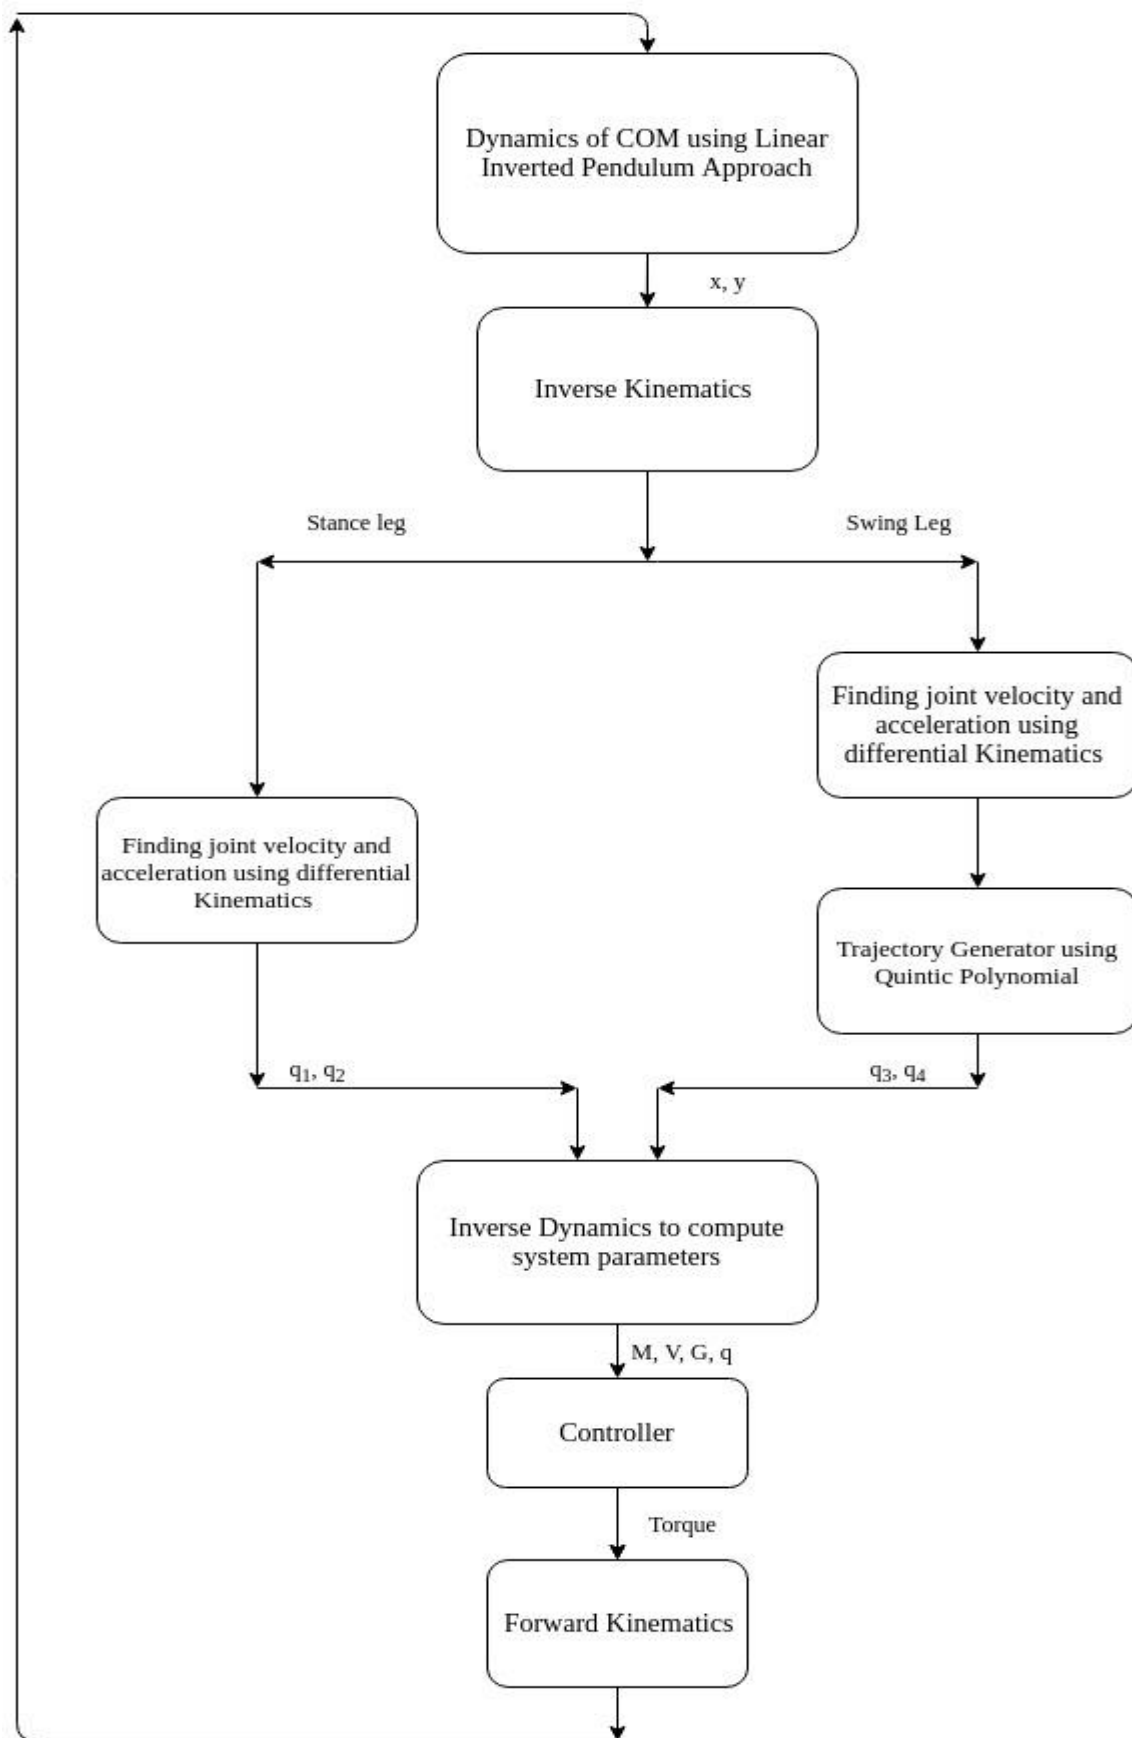 Dynamics of COM using Linear
Inverted Pendulum Approach
x, y
Inverse Kinematics
Stance leg
Swing Leg
Finding joint velocity and
acceleration using
differential Kinematics
Finding joint velocity and
acceleration using differential
Kinematics
Trajectory Generator using
Quintic Polynomial
q₁, q₂
q₃, q₄
Inverse Dynamics to compute
system parameters
M, V, G, q
Controller
Torque
Forward Kinematics